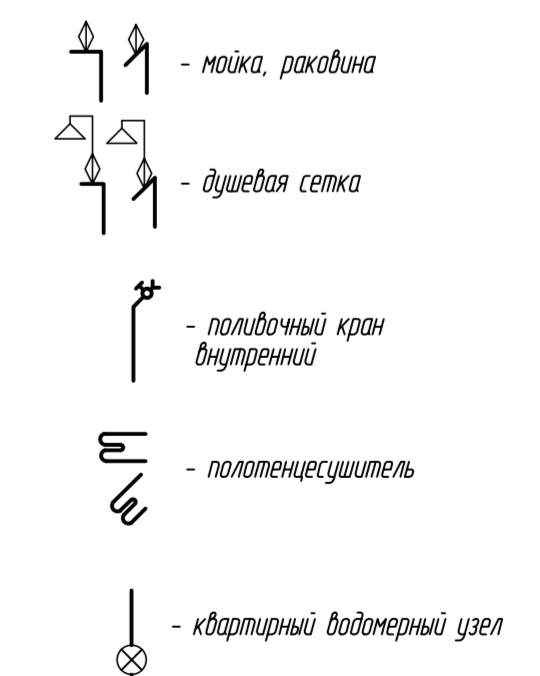 - мойка, раковина
- душевая сетка
- поливочный кран
внутренний
- полотенцесушитель
- квартирный водомерный узел